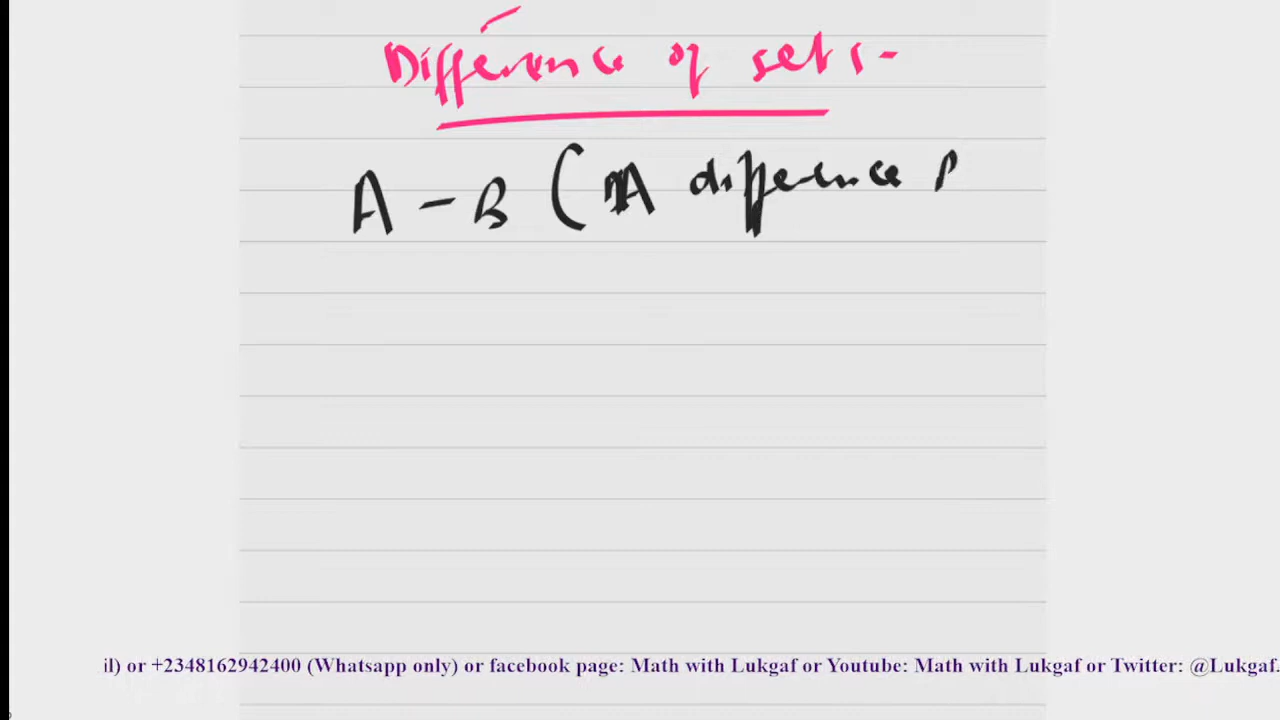 Difference of sets.
A - B ( A difference
il) or +2348162942400 (Whatsapp only) or facebook page: Math with Lukgaf or Youtube: Math with Lukgaf or Twitter: @Lukgaf.